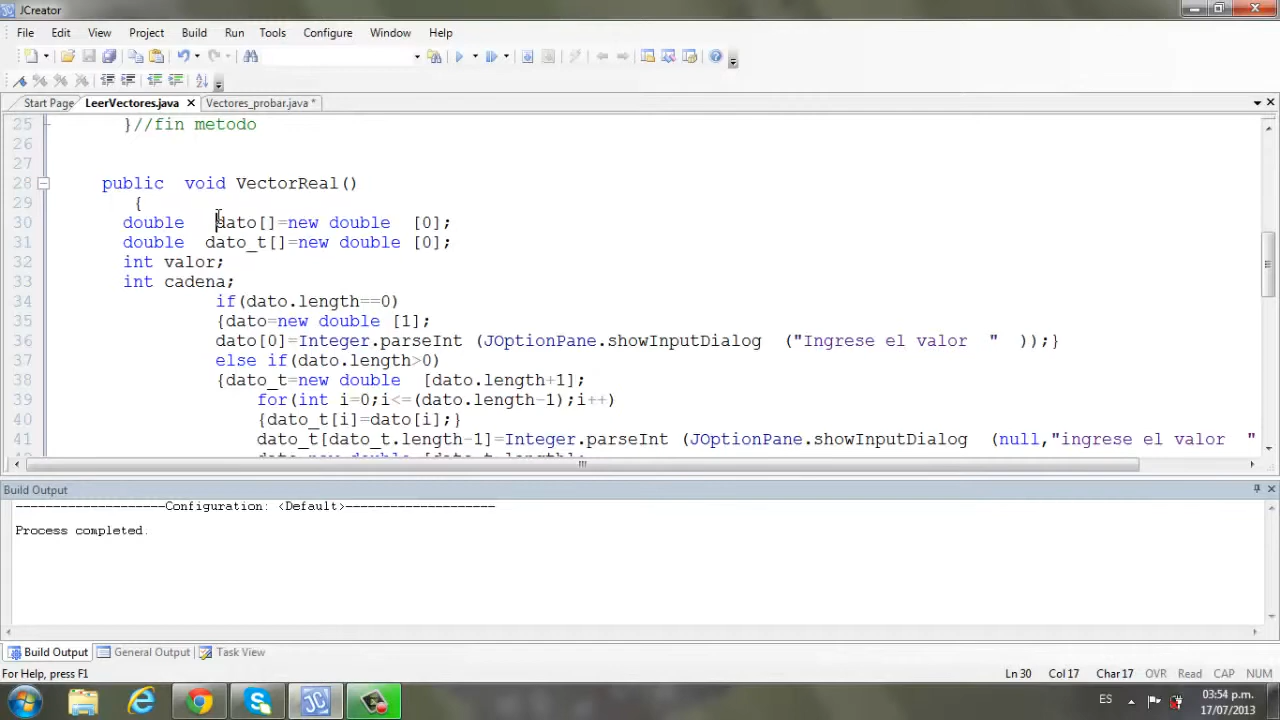 JCreator
File Edit View Project Build Run Tools Configure Window Help
Start Page LeerVectores.java Vectores_probar.java *
25 }//fin metodo
26
27
28 public void VectorReal()
29 {
30 double dato[]=new double [0];
31 double dato_t[]=new double [0];
32 int valor;
33 int cadena;
34 if(dato.length==0)
35 {dato=new double [1];
36 dato[0]=Integer.parseInt (JOptionPane.showInputDialog ("Ingrese el valor " ));}
37 else if(dato.length>0)
38 {dato_t=new double [dato.length+1];
39 for(int i=0;i<=(dato.length-1);i++)
40 {dato_t[i]=dato[i];}
41 dato_t[dato_t.length-1]=Integer.parseInt (JOptionPane.showInputDialog (null,"ingrese el valor "
Build Output
--------------------Configuration: <Default>--------------------
Process completed.
Build Output General Output Task View
For Help, press F1 Ln 30 Col 17 Char 17 OVR Read CAP NUM
ES 03:54 p.m.
17/07/2013